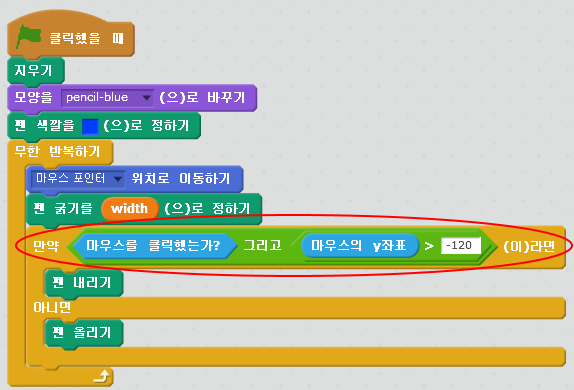 클릭했을 때
지우기
모양을 pencil-blue (으)로 바꾸기
펜 색깔을 (으)로 정하기
무한 반복하기
마우스 포인터 위치로 이동하기
펜 굵기를 width (으)로 정하기
만약 마우스를 클릭했는가? 그리고 마우스의 y좌표 > -120 (이)라면
펜 내리기
아니면
펜 올리기